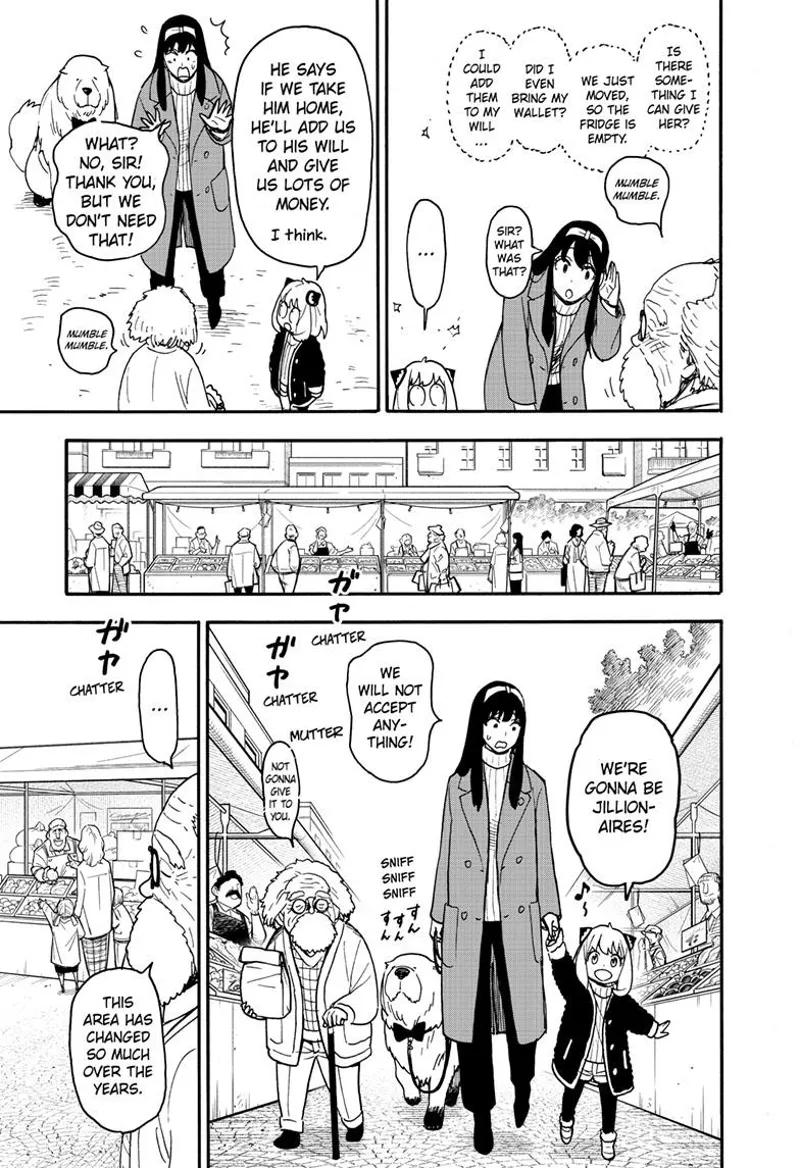 IS
THERE
SOME-
THING I
CAN GIVE
HER?
WE JUST
MOVED,
SO THE
FRIDGE IS
EMPTY.
DID I
EVEN
BRING MY
WALLET?
I
COULD
ADD
THEM
TO MY
WILL
...
MUMBLE
MUMBLE.
SIR?
WHAT
WAS
THAT?
...
HE SAYS
IF WE TAKE
HIM HOME,
HE'LL ADD US
TO HIS WILL
AND GIVE
US LOTS OF
MONEY.
I think.
WHAT?
NO, SIR!
THANK YOU,
BUT WE
DON'T NEED
THAT!
MUMBLE
MUMBLE.
ガヤ
CHATTER
ガヤ
CHATTER
WE'RE
GONNA BE
JILLION-
AIRES!
WE
WILL NOT
ACCEPT
ANY-
THING!
MUTTER
NOT
GONNA
GIVE
IT TO
YOU.
SNIFF
SNIFF
SNIFF
すん
すん
すん
♪
ガヤ
CHATTER
...
THIS
AREA HAS
CHANGED
SO MUCH
OVER THE
YEARS.